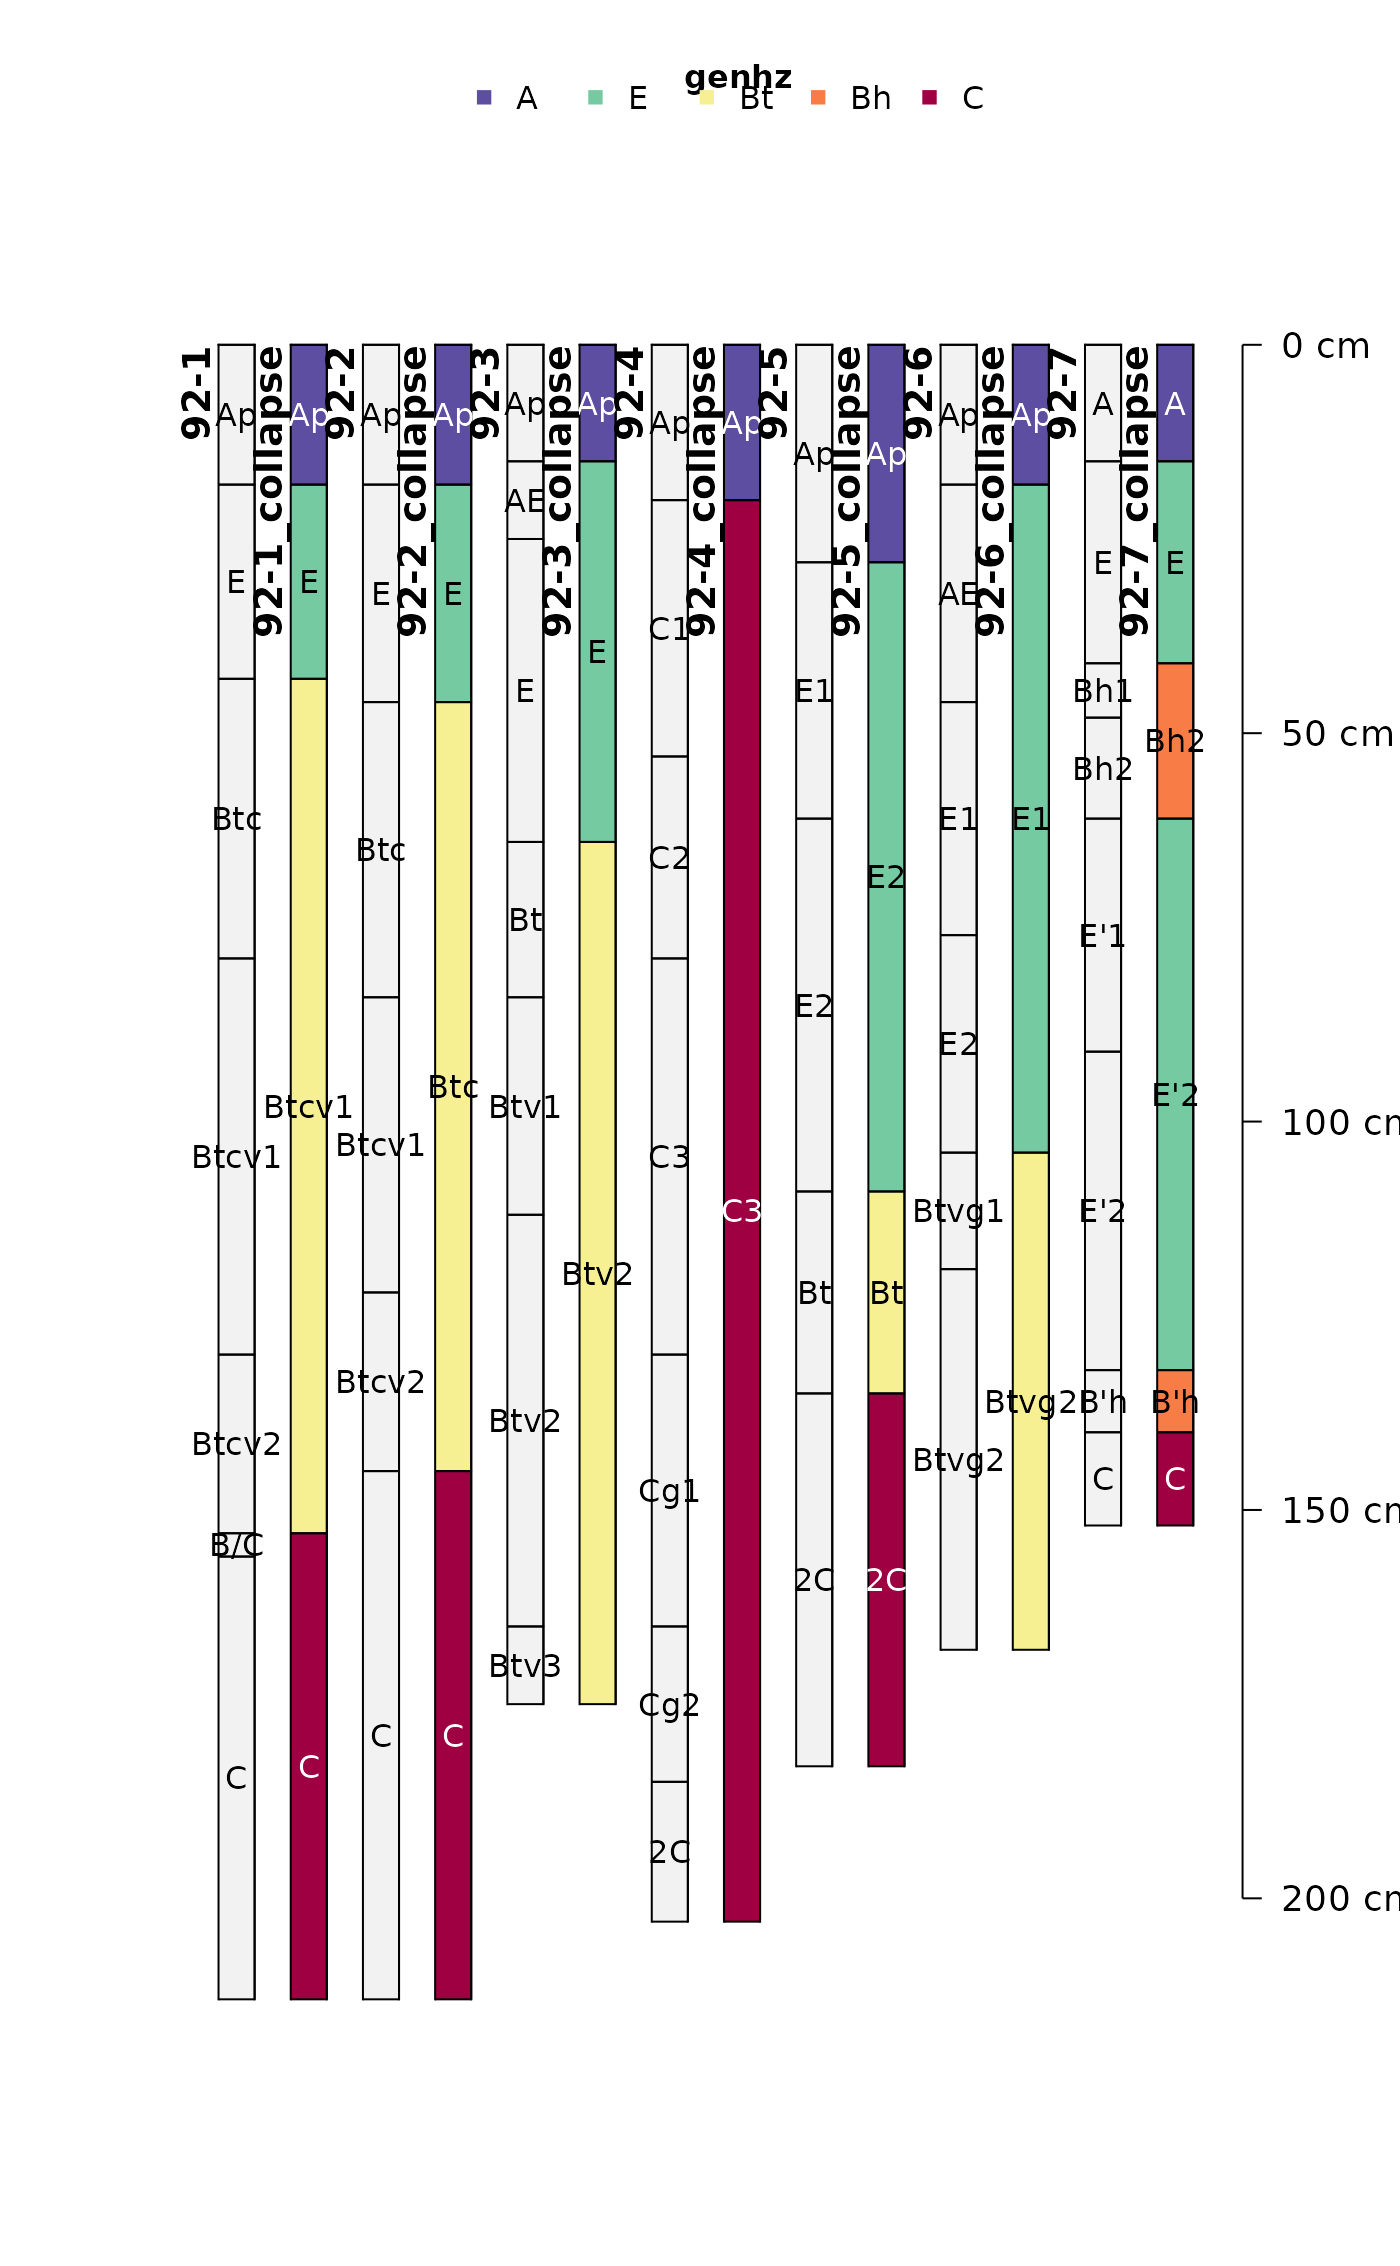 genhz
A E Bt Bh C
92-1
Ap
E
Btc
Btcv1
Btcv2
B/C
C
92-1_collapse
Ap
E
Btcv1
C
92-2
Ap
E
Btc
Btcv1
Btcv2
C
92-2_collapse
Ap
E
Btc
C
92-3
Ap
AE
E
Bt
Btv1
Btv2
Btv3
92-3_collapse
Ap
E
Btv2
92-4
Ap
C1
C2
C3
Cg1
Cg2
2C
92-4_collapse
Ap
C3
92-5
Ap
E1
E2
Bt
2C
92-5_collapse
Ap
E2
Bt
2C
92-6
Ap
AE
E1
E2
Btvg1
Btvg2
92-6_collapse
Ap
E1
Btvg2
92-7
A
E
Bh1
Bh2
E'1
E'2
B'h
C
92-7_collapse
A
E
Bh2
E'2
B'h
C
0 cm
50 cm
100 cm
150 cm
200 cm